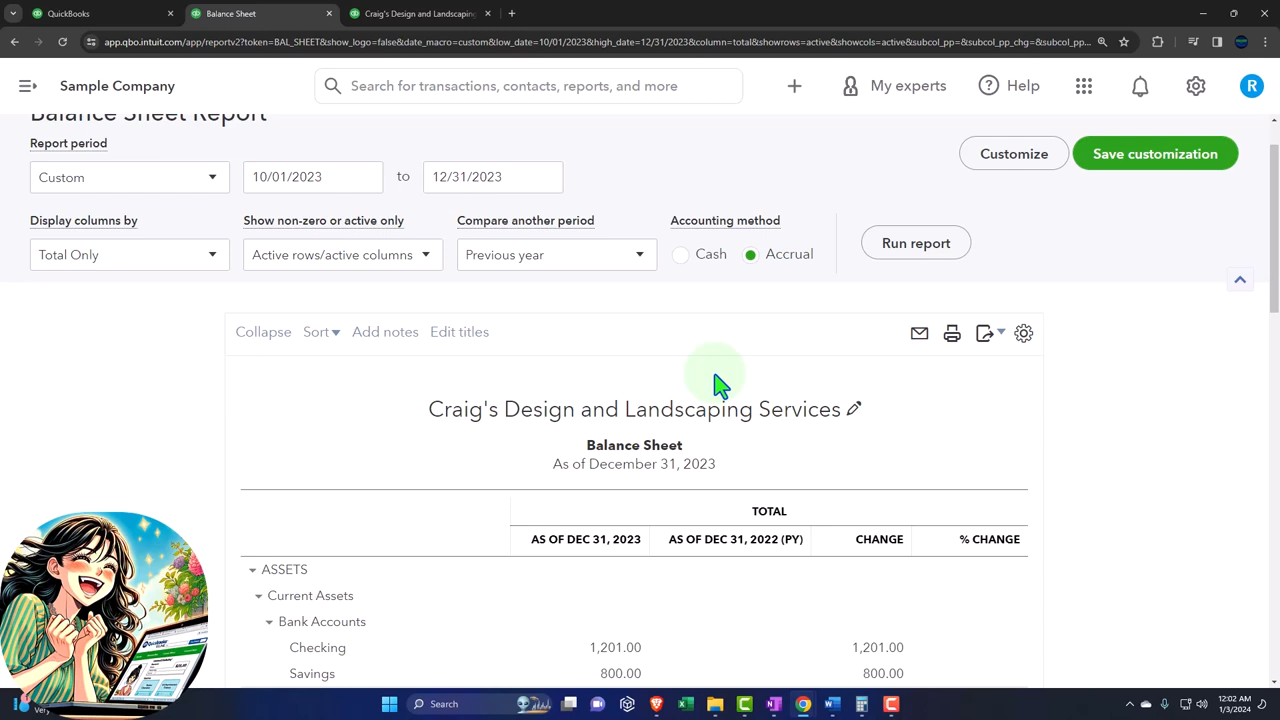 QuickBooks
Balance Sheet
Craig's Design and Landscaping
app.qbo.intuit.com/app/reportv2?token=BAL_SHEET&show_logo=false&date_macro=custom&low_date=10/01/2023&high_date=12/31/2023&column=total&showrows=active&showcols=active&subcol_pp=&subcol_pp_chg=&subcol_pp...
Sample Company
Search for transactions, contacts, reports, and more
My experts
Help
R
Balance Sheet Report
Report period
Customize
Save customization
Custom
10/01/2023
to
12/31/2023
Display columns by
Show non-zero or active only
Compare another period
Accounting method
Total Only
Active rows/active columns
Previous year
Cash
Accrual
Run report
Collapse
Sort
Add notes
Edit titles
Craig's Design and Landscaping Services
Balance Sheet
As of December 31, 2023
TOTAL
AS OF DEC 31, 2023
AS OF DEC 31, 2022 (PY)
CHANGE
% CHANGE
ASSETS
Current Assets
Bank Accounts
Checking 1,201.00 1,201.00
Savings 800.00 800.00
Search
12:02 AM
1/3/2024